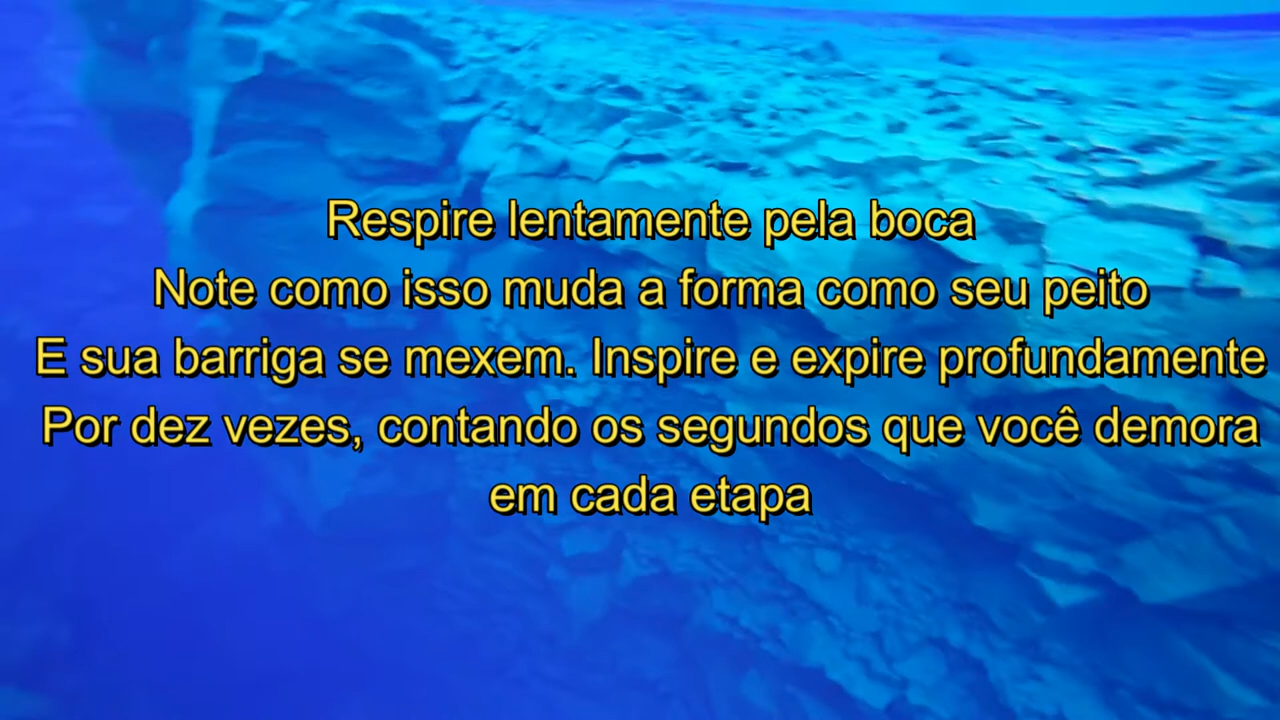 Respire lentamente pela boca
Note como isso muda a forma como seu peito
E sua barriga se mexem. Inspire e expire profundamente
Por dez vezes, contando os segundos que você demora
em cada etapa